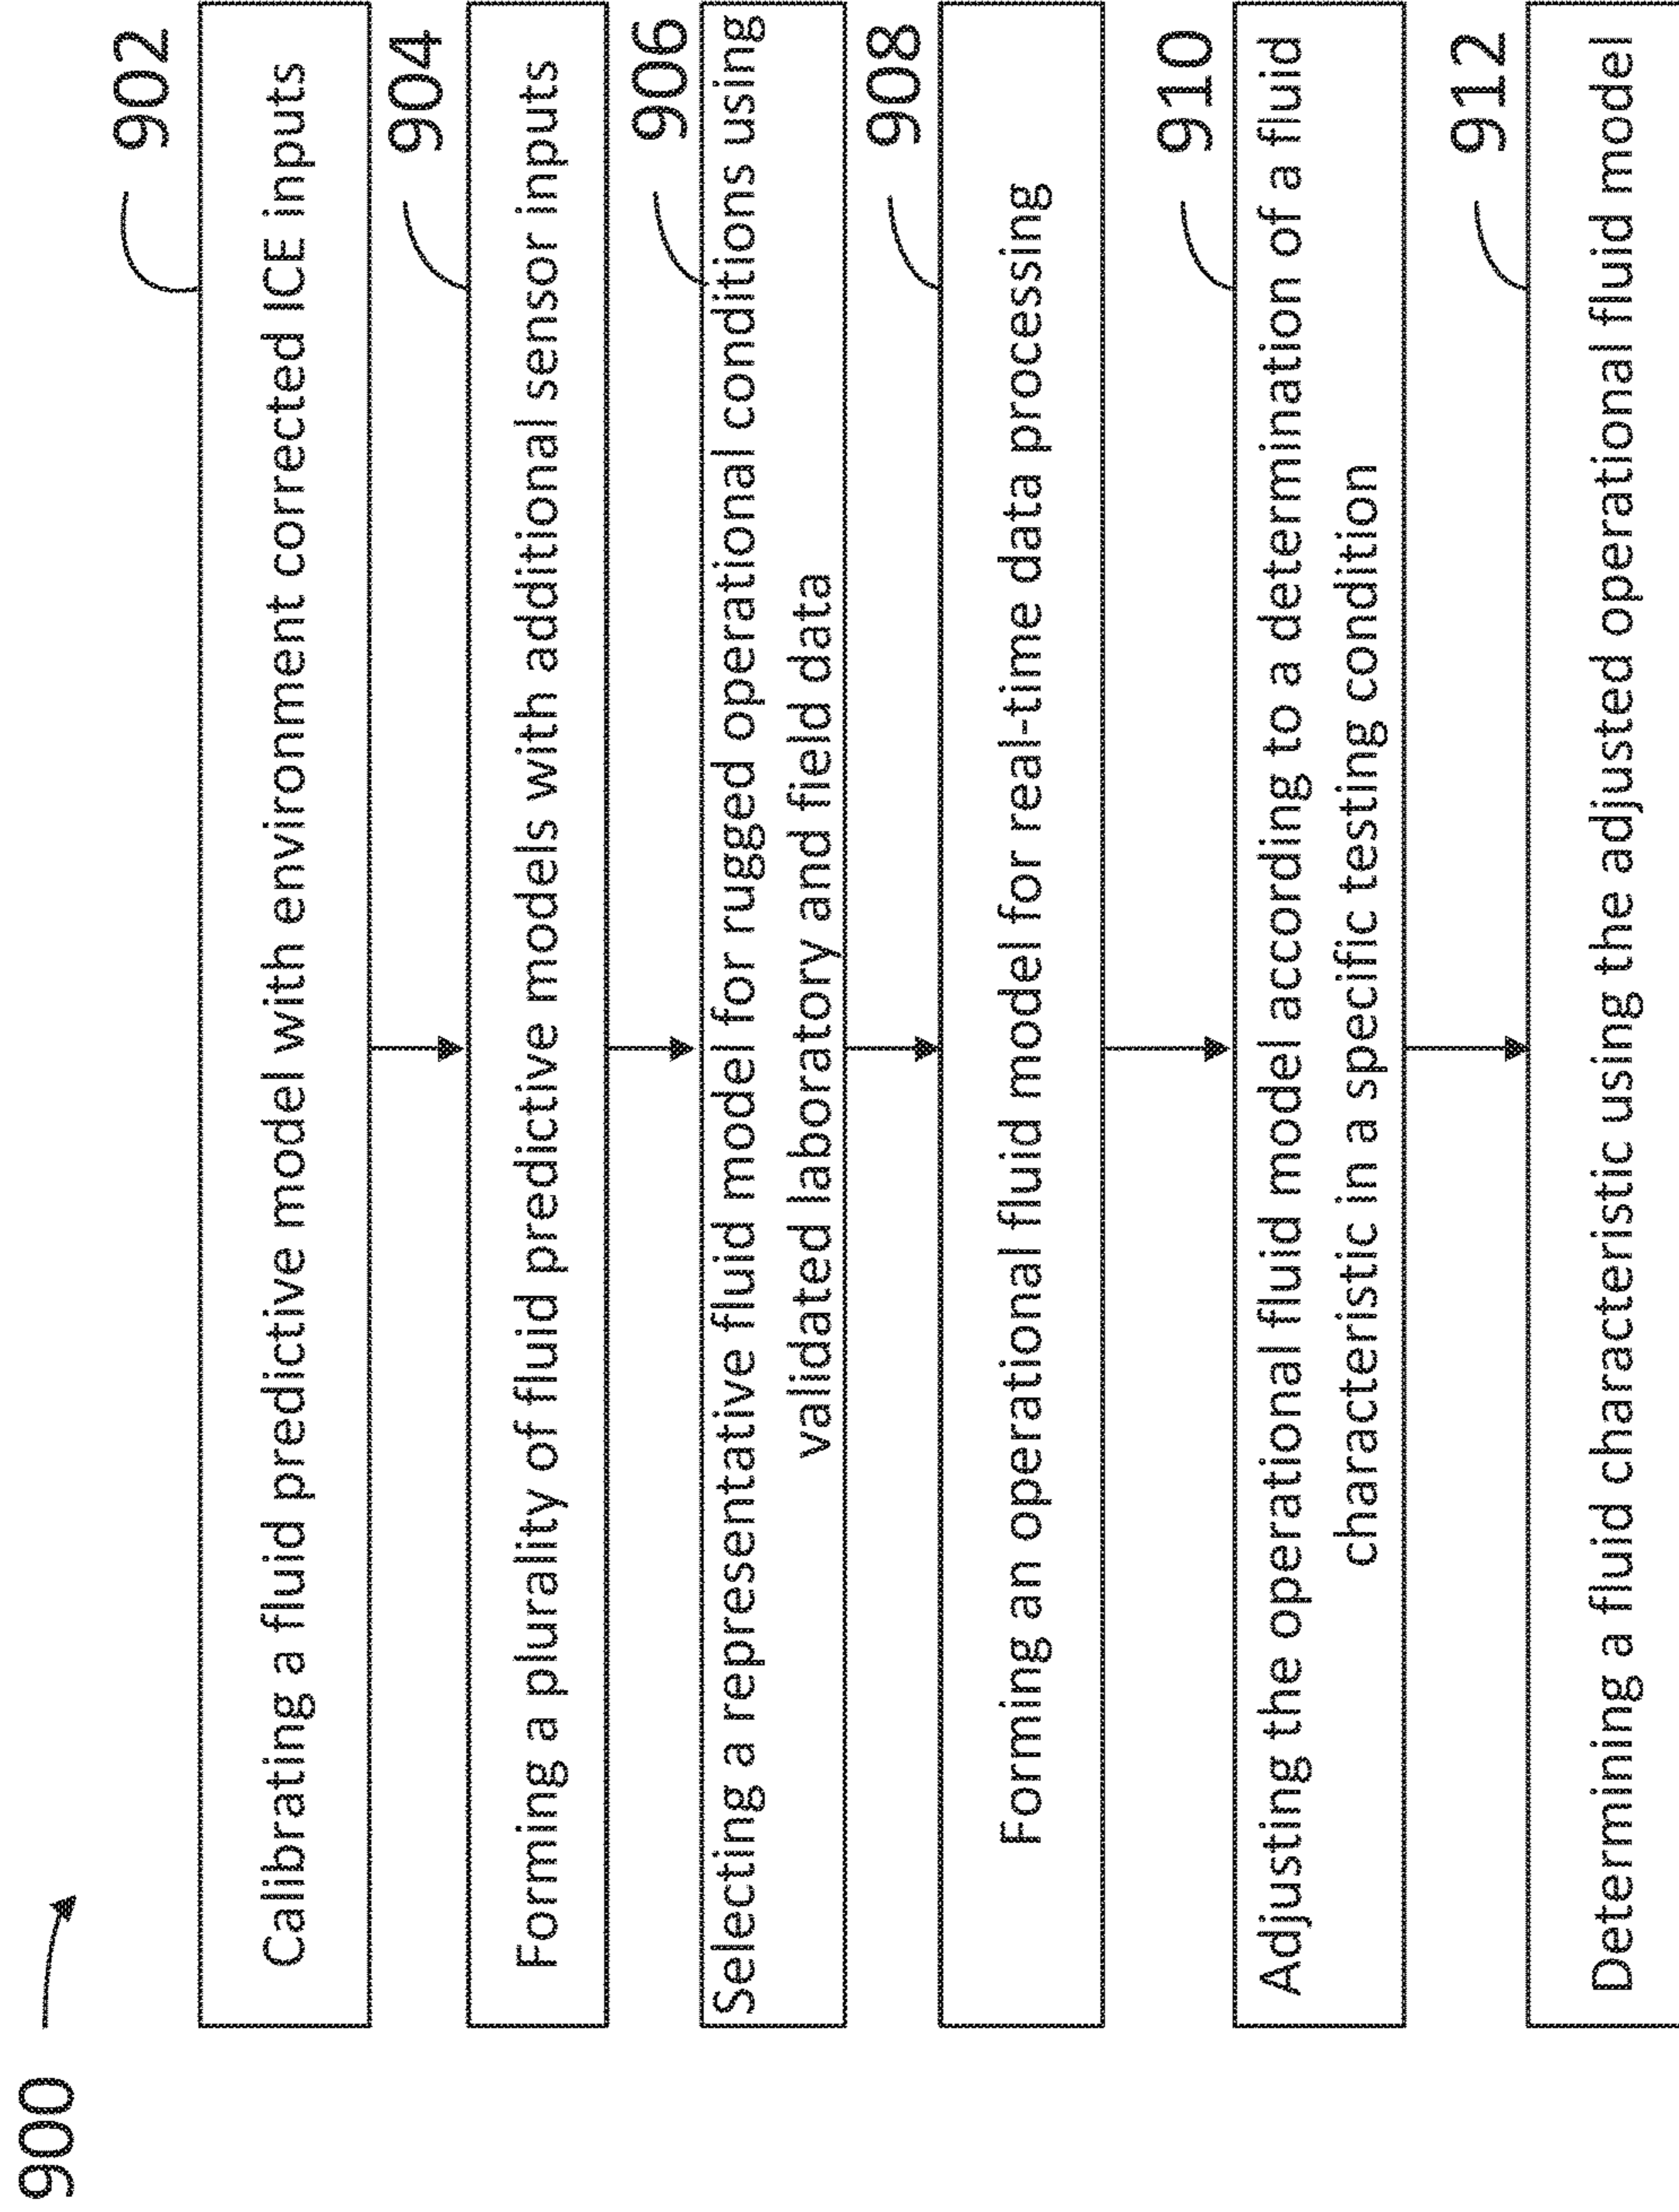 900
902
Calibrating a fluid predictive model with environment corrected ICE inputs
904
Forming a plurality of fluid predictive models with additional sensor inputs
906
Selecting a representative fluid model for rugged operational conditions using
validated laboratory and field data
908
Forming an operational fluid model for real-time data processing
910
Adjusting the operational fluid model according to a determination of a fluid
characteristic in a specific testing condition
912
Determining a fluid characteristic using the adjusted operational fluid model